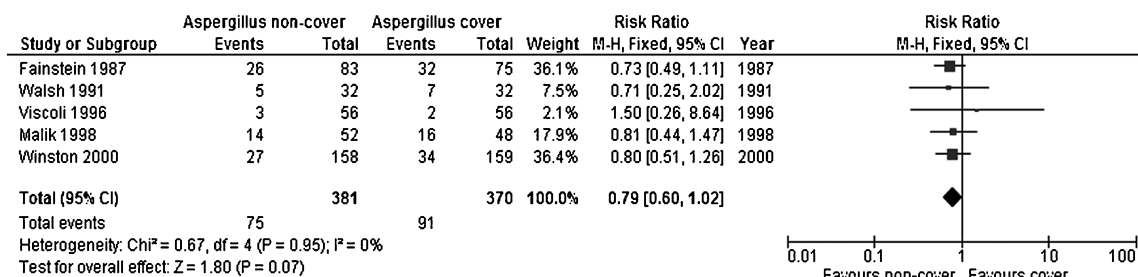 Aspergillus non-cover Aspergillus cover Risk Ratio Risk Ratio
Study or Subgroup Events Total Events Total Weight M-H, Fixed, 95% CI Year M-H, Fixed, 95% CI
Fainstein 1987 26 83 32 75 36.1% 0.73 [0.49, 1.11] 1987
Walsh 1991 5 32 7 32 7.5% 0.71 [0.25, 2.02] 1991
Viscoli 1996 3 56 2 56 2.1% 1.50 [0.26, 8.64] 1996
Malik 1998 14 52 16 48 17.9% 0.81 [0.44, 1.47] 1998
Winston 2000 27 158 34 159 36.4% 0.80 [0.51, 1.26] 2000
Total (95% CI) 381 370 100.0% 0.79 [0.60, 1.02]
Total events 75 91
Heterogeneity: Chi² = 0.67, df = 4 (P = 0.95); I² = 0%
Test for overall effect: Z = 1.80 (P = 0.07)
0.01 0.1 1 10 100
Favours non-cover Favours cover